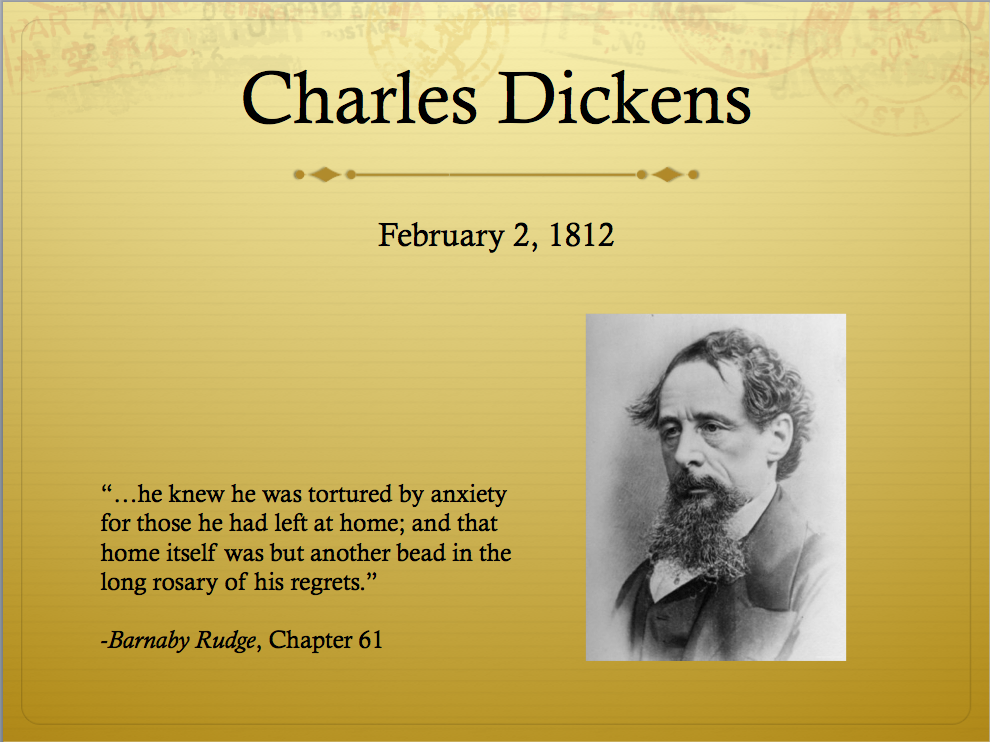 Charles Dickens
February 2, 1812
“…he knew he was tortured by anxiety
for those he had left at home; and that
home itself was but another bead in the
long rosary of his regrets.”
-Barnaby Rudge, Chapter 61